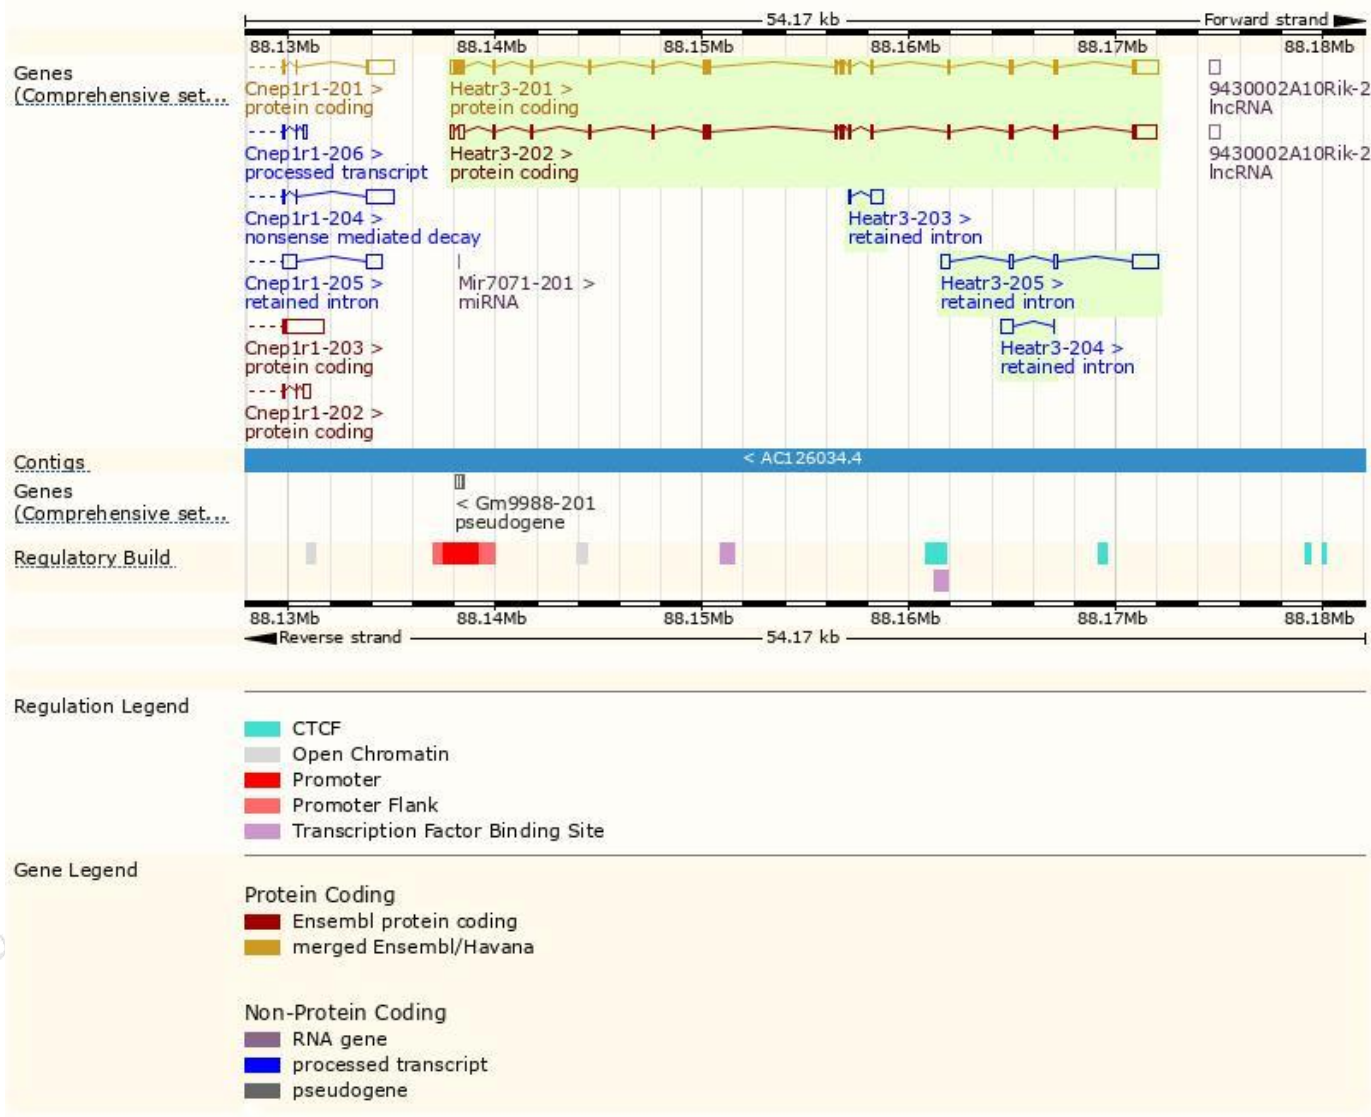 54.17 kb Forward strand
88.13Mb 88.14Mb 88.15Mb 88.16Mb 88.17Mb 88.18Mb
Genes
(Comprehensive set...
Cnep1r1-201 > Heatr3-201 > 9430002A10Rik-2
protein coding protein coding lncRNA
Cnep1r1-206 > Heatr3-202 > 9430002A10Rik-2
processed transcript protein coding lncRNA
Cnep1r1-204 > Heatr3-203 >
nonsense mediated decay retained intron
Cnep1r1-205 > Mir7071-201 > Heatr3-205 >
retained intron miRNA retained intron
Cnep1r1-203 > Heatr3-204 >
protein coding retained intron
Cnep1r1-202 >
protein coding
Contigs < AC126034.4
Genes
(Comprehensive set...
< Gm9988-201
pseudogene
Regulatory Build
88.13Mb 88.14Mb 88.15Mb 88.16Mb 88.17Mb 88.18Mb
Reverse strand 54.17 kb
Regulation Legend
CTCF
Open Chromatin
Promoter
Promoter Flank
Transcription Factor Binding Site
Gene Legend
Protein Coding
Ensembl protein coding
merged Ensembl/Havana
Non-Protein Coding
RNA gene
processed transcript
pseudogene